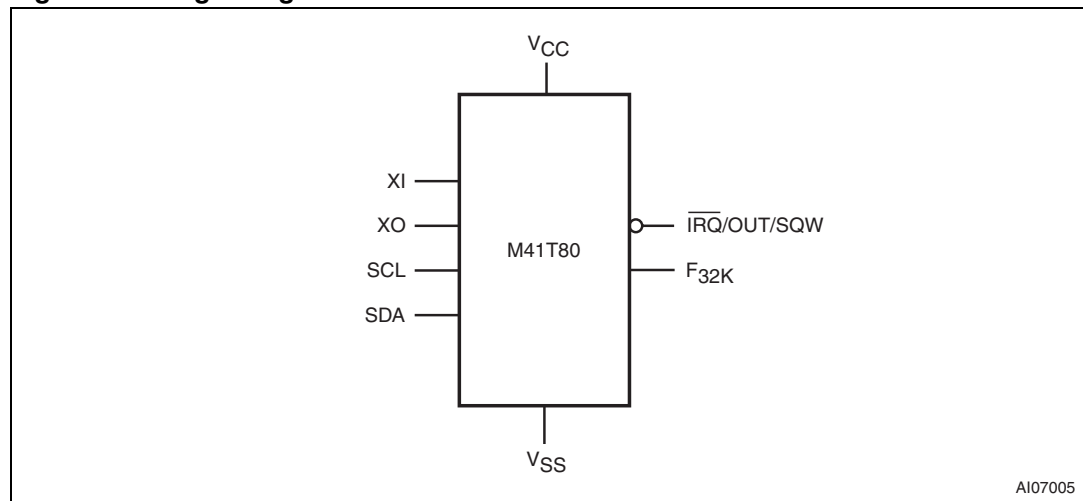 VCC
XI
XO
SCL
SDA
M41T80
IRQ/OUT/SQW
F32K
VSS
AI07005